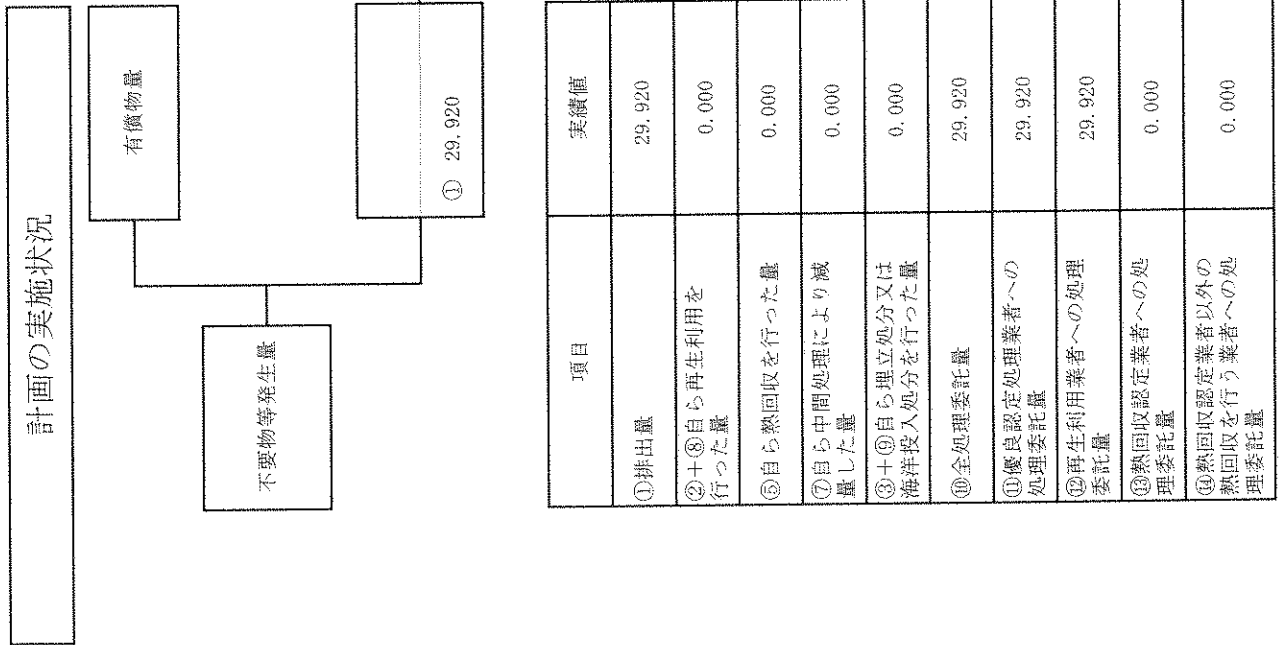 計画の実施状況
有償物量
不要物等発生量
① 29.920
項目
実績値
①排出量
29.920
②+⑧自ら再生利用を
行った量
0.000
⑤自ら熱回収を行った量
0.000
⑦自ら中間処理により減
量した量
0.000
③+⑨自ら埋立処分又は
海洋投入処分を行った量
0.000
⑩全処理委託量
29.920
⑪優良認定処理業者への
処理委託量
29.920
⑫再生利用業者への処理
委託量
29.920
⑬熱回収認定業者への処
理委託量
0.000
⑭熱回収認定業者以外の
熱回収を行う業者への処
理委託量
0.000